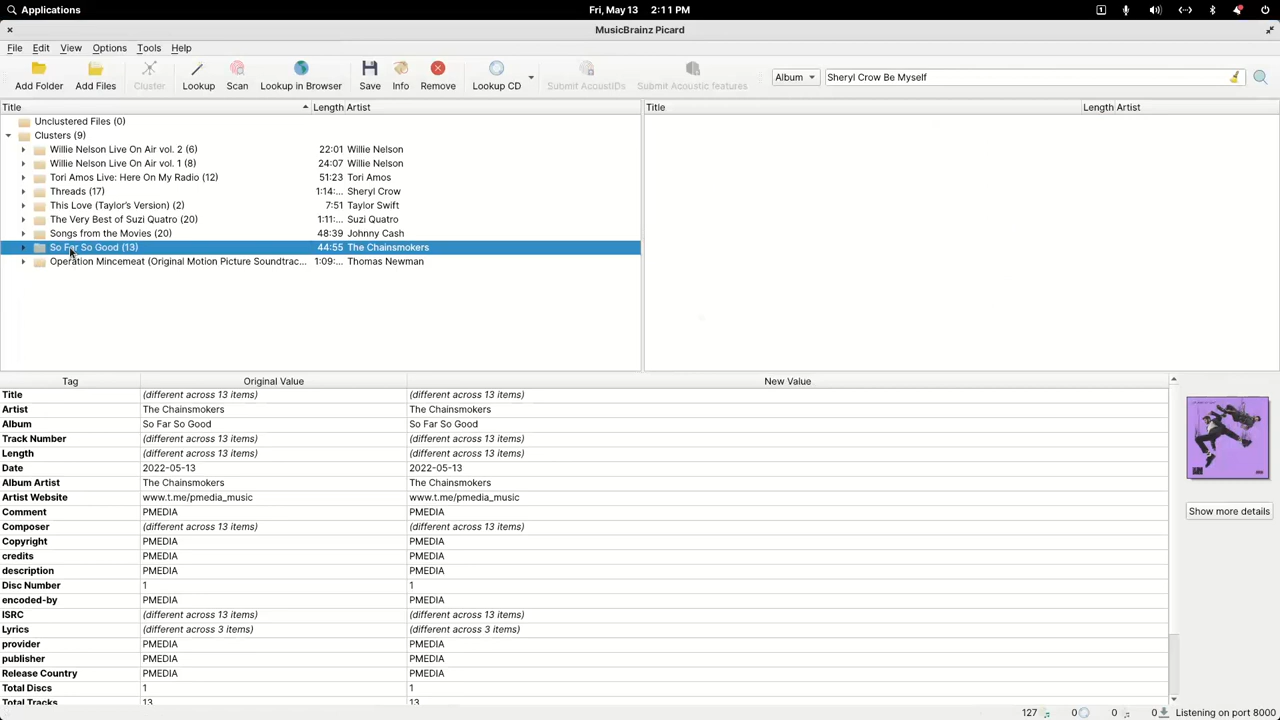 Applications
Fri, May 13 2:11 PM
1
MusicBrainz Picard
File Edit View Options Tools Help
Add Folder Add Files Cluster Lookup Scan Lookup in Browser Save Info Remove Lookup CD Submit AcoustIDs Submit Acoustic features Album Sheryl Crow Be Myself
Title Length Artist Title Length Artist
Unclustered Files (0)
Clusters (9)
Willie Nelson Live On Air vol. 2 (6) 22:01 Willie Nelson
Willie Nelson Live On Air vol. 1 (8) 24:07 Willie Nelson
Tori Amos Live: Here On My Radio (12) 51:23 Tori Amos
Threads (17) 1:14:... Sheryl Crow
This Love (Taylor's Version) (2) 7:51 Taylor Swift
The Very Best of Suzi Quatro (20) 1:11:... Suzi Quatro
Songs from the Movies (20) 48:39 Johnny Cash
So Far So Good (13) 44:55 The Chainsmokers
Operation Mincemeat (Original Motion Picture Soundtrac... 1:09:... Thomas Newman
Tag Original Value New Value
Title (different across 13 items) (different across 13 items)
Artist The Chainsmokers The Chainsmokers
Album So Far So Good So Far So Good
Track Number (different across 13 items) (different across 13 items)
Length (different across 13 items) (different across 13 items)
Date 2022-05-13 2022-05-13
Album Artist The Chainsmokers The Chainsmokers
Artist Website www.t.me/pmedia_music www.t.me/pmedia_music
Comment PMEDIA PMEDIA
Composer (different across 13 items) (different across 13 items)
Copyright PMEDIA PMEDIA
credits PMEDIA PMEDIA
description PMEDIA PMEDIA
Disc Number 1 1
encoded-by PMEDIA PMEDIA
ISRC (different across 13 items) (different across 13 items)
Lyrics (different across 3 items) (different across 3 items)
provider PMEDIA PMEDIA
publisher PMEDIA PMEDIA
Release Country PMEDIA PMEDIA
Total Discs 1 1
Total Tracks 13 13
Show more details
127 0 0 0 Listening on port 8000